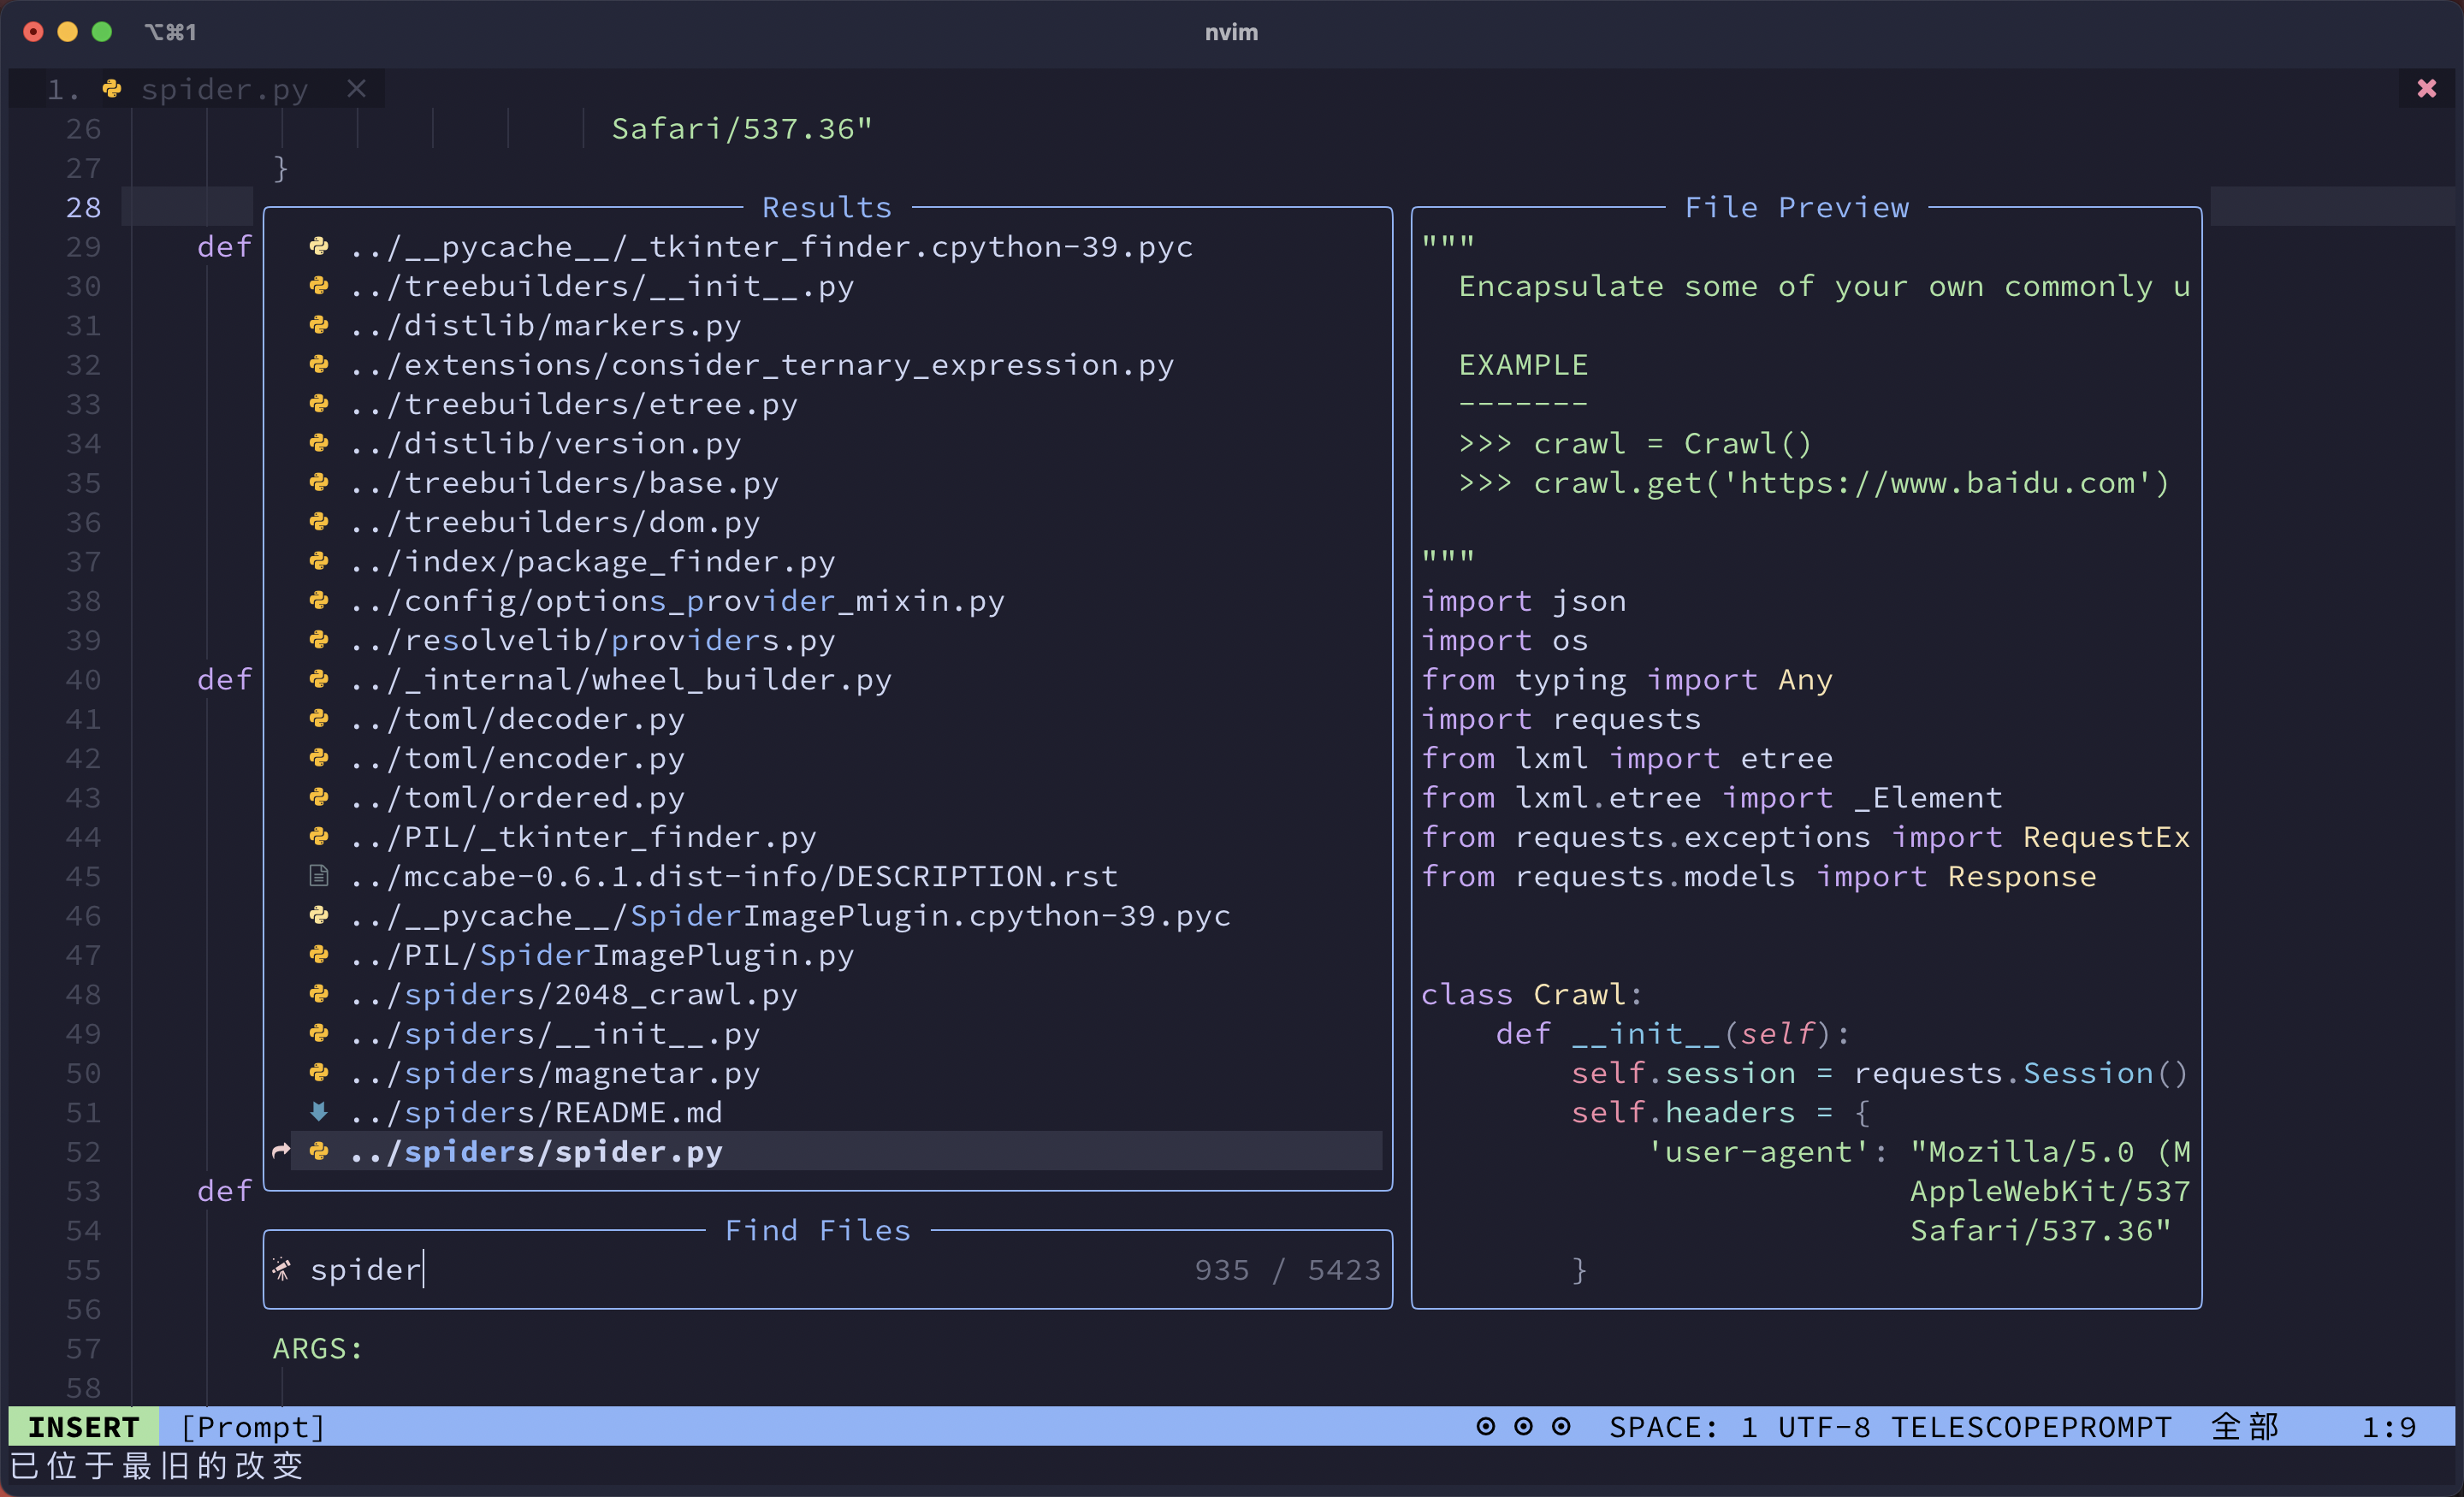 ⌥⌘1 nvim
1. spider.py ×
26 Safari/537.36"
27 }
28
29 def
30
31
32
33
34
35
36
37
38
39
40 def
41
42
43
44
45
46
47
48
49
50
51
52
53 def
54
55
56
57 ARGS:
58
Results
../__pycache__/_tkinter_finder.cpython-39.pyc
../treebuilders/__init__.py
../distlib/markers.py
../extensions/consider_ternary_expression.py
../treebuilders/etree.py
../distlib/version.py
../treebuilders/base.py
../treebuilders/dom.py
../index/package_finder.py
../config/options_provider_mixin.py
../resolvelib/providers.py
../_internal/wheel_builder.py
../toml/decoder.py
../toml/encoder.py
../toml/ordered.py
../PIL/_tkinter_finder.py
../mccabe-0.6.1.dist-info/DESCRIPTION.rst
../__pycache__/SpiderImagePlugin.cpython-39.pyc
../PIL/SpiderImagePlugin.py
../spiders/2048_crawl.py
../spiders/__init__.py
../spiders/magnetar.py
../spiders/README.md
../spiders/spider.py
Find Files
spider 935 / 5423
File Preview
"""
Encapsulate some of your own commonly u
EXAMPLE
-------
>>> crawl = Crawl()
>>> crawl.get('https://www.baidu.com')
"""
import json
import os
from typing import Any
import requests
from lxml import etree
from lxml.etree import _Element
from requests.exceptions import RequestEx
from requests.models import Response
class Crawl:
def __init__(self):
self.session = requests.Session()
self.headers = {
'user-agent': "Mozilla/5.0 (M
AppleWebKit/537
Safari/537.36"
}
INSERT [Prompt] SPACE: 1 UTF-8 TELESCOPEPROMPT 全部 1:9
已位于最旧的改变